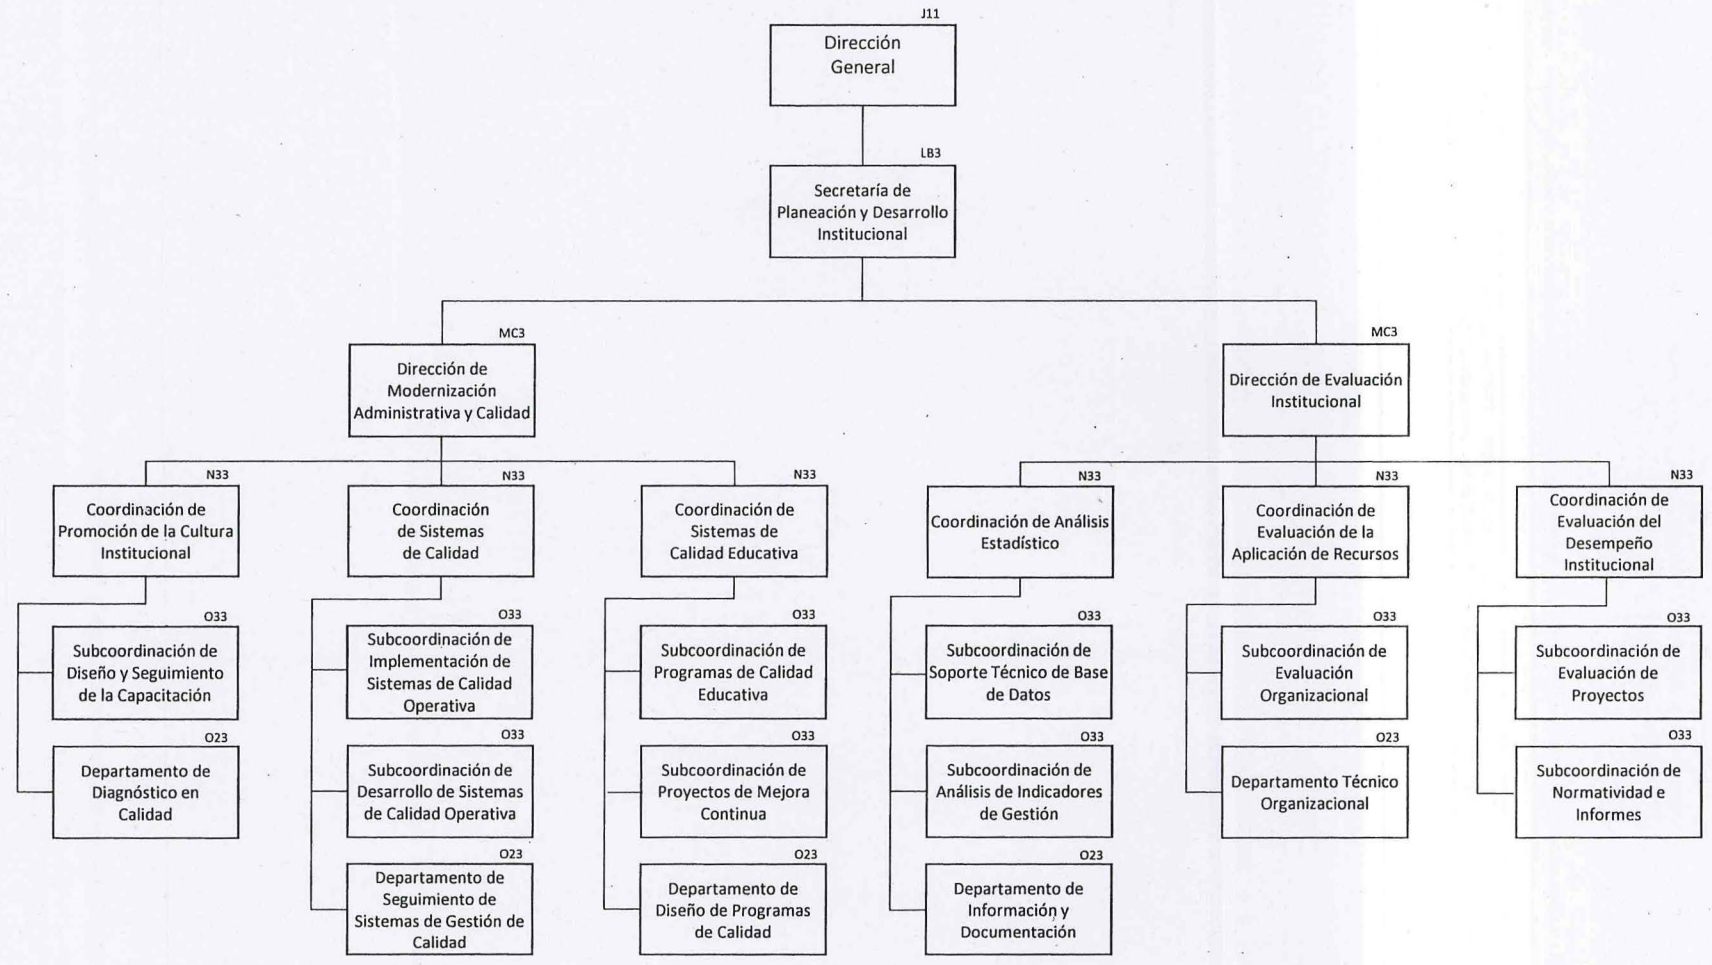 J11
Dirección
General
LB3
Secretaría de
Planeación y Desarrollo
Institucional
MC3
Dirección de
Modernización
Administrativa y Calidad
MC3
Dirección de Evaluación
Institucional
N33
Coordinación de
Promoción de la Cultura
Institucional
N33
Coordinación
de Sistemas
de Calidad
N33
Coordinación de
Sistemas de
Calidad Educativa
N33
Coordinación de Análisis
Estadístico
N33
Coordinación de
Evaluación de la
Aplicación de Recursos
N33
Coordinación de
Evaluación del
Desempeño
Institucional
O33
Subcoordinación de
Diseño y Seguimiento
de la Capacitación
O33
Subcoordinación de
Implementación de
Sistemas de Calidad
Operativa
O33
Subcoordinación de
Programas de Calidad
Educativa
O33
Subcoordinación de
Soporte Técnico de Base
de Datos
O33
Subcoordinación de
Evaluación
Organizacional
O33
Subcoordinación de
Evaluación de
Proyectos
O23
Departamento de
Diagnóstico en
Calidad
O33
Subcoordinación de
Desarrollo de Sistemas
de Calidad Operativa
O33
Subcoordinación de
Proyectos de Mejora
Continua
O33
Subcoordinación de
Análisis de Indicadores
de Gestión
O23
Departamento Técnico
Organizacional
O33
Subcoordinación de
Normatividad e
Informes
O23
Departamento de
Seguimiento de
Sistemas de Gestión de
Calidad
O23
Departamento de
Diseño de Programas
de Calidad
O23
Departamento de
Información y
Documentación